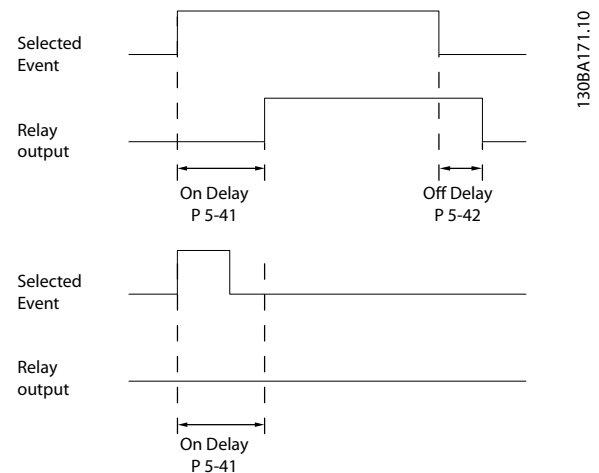 130BA171.10
Selected
Event
Relay
output
On Delay
P 5-41
Off Delay
P 5-42
Selected
Event
Relay
output
On Delay
P 5-41